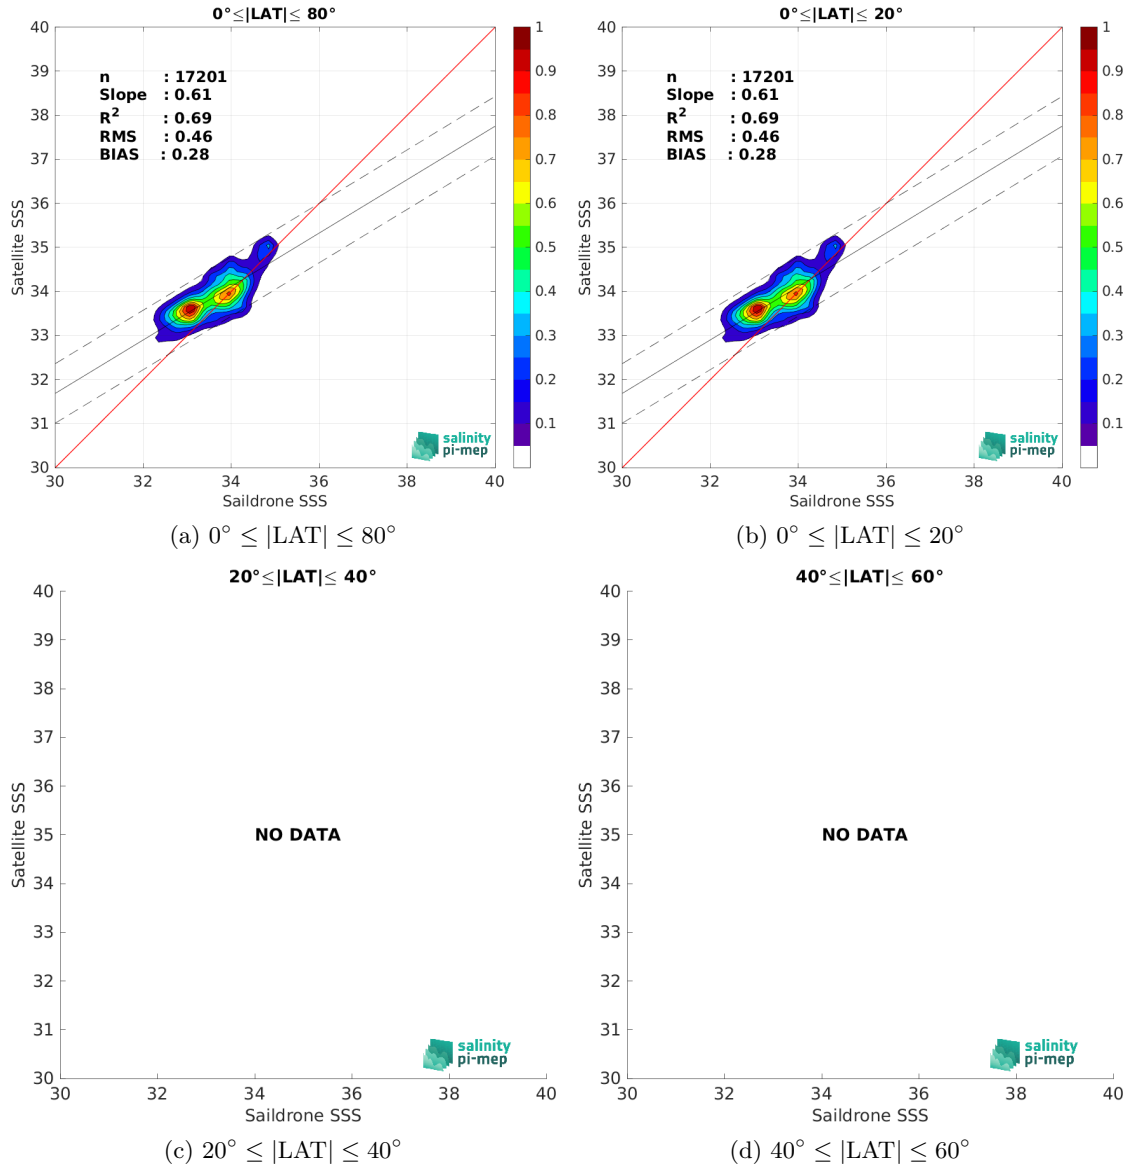 0°≤|LAT|≤ 80°
40
39
38
37
36
35
34
33
32
31
30
Satellite SSS
n : 17201
Slope : 0.61
R² : 0.69
RMS : 0.46
BIAS : 0.28
salinity
pi-mep
30 32 34 36 38 40
Saildrone SSS
1
0.9
0.8
0.7
0.6
0.5
0.4
0.3
0.2
0.1
(a) 0° ≤ |LAT| ≤ 80°
0°≤|LAT|≤ 20°
40
39
38
37
36
35
34
33
32
31
30
Satellite SSS
n : 17201
Slope : 0.61
R² : 0.69
RMS : 0.46
BIAS : 0.28
salinity
pi-mep
30 32 34 36 38 40
Saildrone SSS
1
0.9
0.8
0.7
0.6
0.5
0.4
0.3
0.2
0.1
(b) 0° ≤ |LAT| ≤ 20°
20°≤|LAT|≤ 40°
40
39
38
37
36
35
34
33
32
31
30
Satellite SSS
NO DATA
salinity
pi-mep
30 32 34 36 38 40
Saildrone SSS
(c) 20° ≤ |LAT| ≤ 40°
40°≤|LAT|≤ 60°
40
39
38
37
36
35
34
33
32
31
30
Satellite SSS
NO DATA
salinity
pi-mep
30 32 34 36 38 40
Saildrone SSS
(d) 40° ≤ |LAT| ≤ 60°